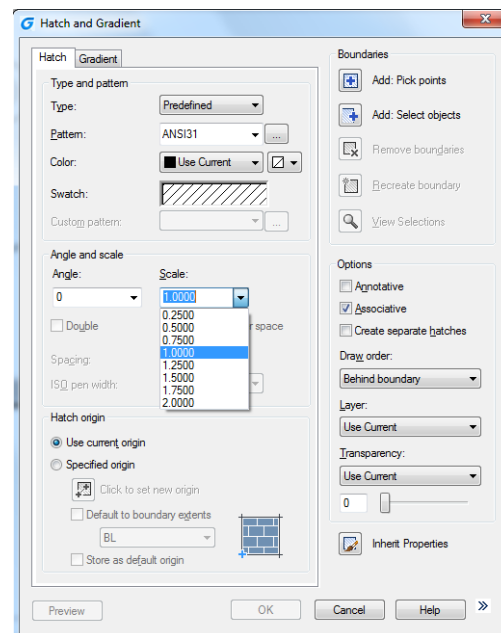 Hatch and Gradient
Hatch Gradient
Type and pattern
Type: Predefined
Pattern: ANSI31 ...
Color: Use Current
Swatch:
Custom pattern: ...
Angle and scale
Angle: Scale:
0 1.0000
0.2500
0.5000
Double r space
0.7500
1.0000
1.2500
Spacing:
1.5000
ISO pen width:
1.7500
2.0000
Hatch origin
Use current origin
Specified origin
Click to set new origin
Default to boundary extents
BL
Store as default origin
Boundaries
Add: Pick points
Add: Select objects
Remove boundaries
Recreate boundary
View Selections
Options
Annotative
Associative
Create separate hatches
Draw order:
Behind boundary
Layer:
Use Current
Transparency:
Use Current
0
Inherit Properties
Preview OK Cancel Help »